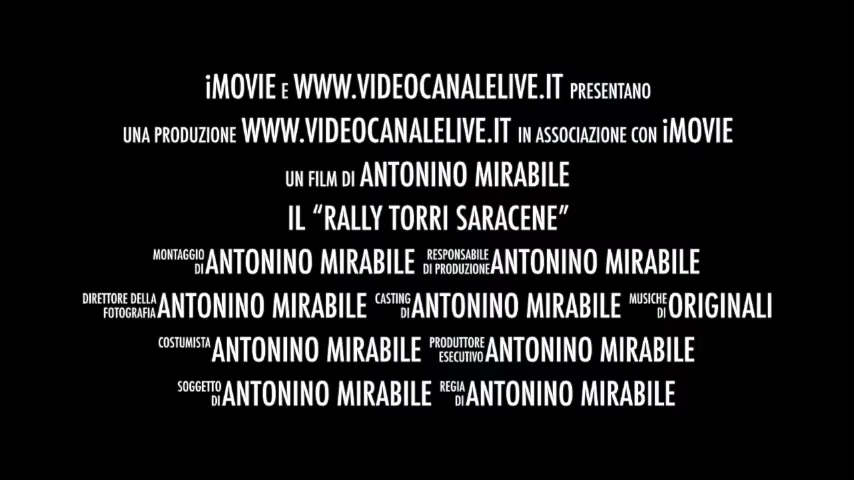 iMOVIE E WWW.VIDEOCANALELIVE.IT PRESENTANO
UNA PRODUZIONE WWW.VIDEOCANALELIVE.IT IN ASSOCIAZIONE CON iMOVIE
UN FILM DI ANTONINO MIRABILE
IL “RALLY TORRI SARACENE”
MONTAGGIO DI ANTONINO MIRABILE RESPONSABILE DI PRODUZIONE ANTONINO MIRABILE
DIRETTORE DELLA FOTOGRAFIA ANTONINO MIRABILE CASTING DI ANTONINO MIRABILE MUSICHE DI ORIGINALI
COSTUMISTA ANTONINO MIRABILE PRODUTTORE ESECUTIVO ANTONINO MIRABILE
SOGGETTO DI ANTONINO MIRABILE REGIA DI ANTONINO MIRABILE